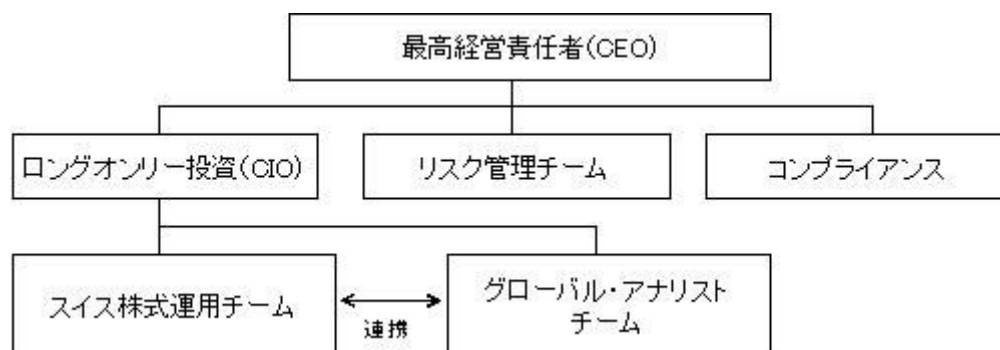 最高経営責任者(CEO)
ロングオンリー投資(CIO)
リスク管理チーム
コンプライアンス
スイス株式運用チーム
連携
グローバル・アナリスト
チーム